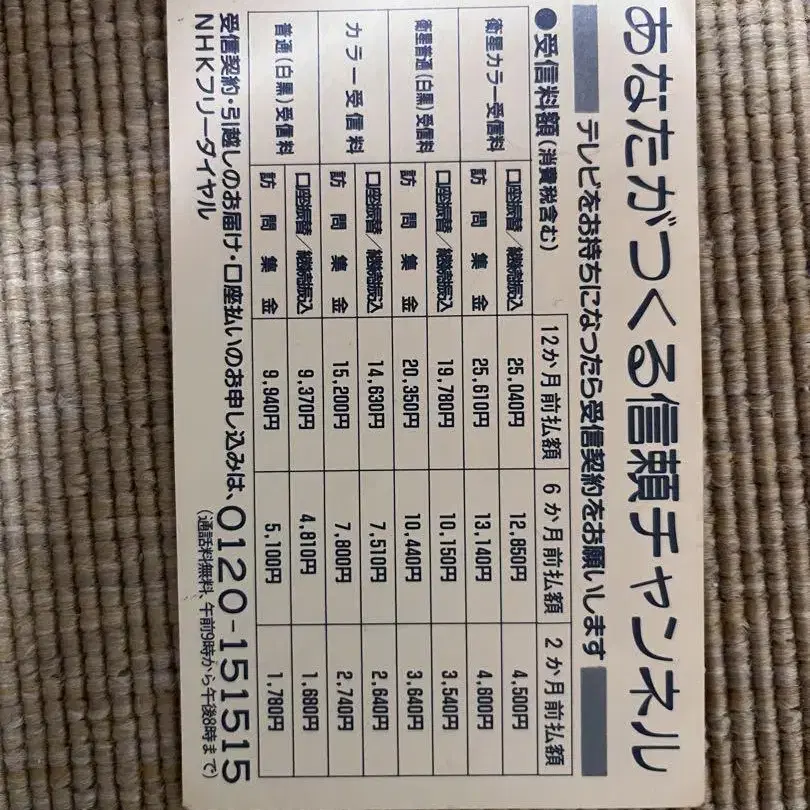 あなたがつくる信頼チャンネル
テレビをお持ちになったら受信契約をお願いします
●受信料額(消費税含む)
12か月前払額 6か月前払額 2か月前払額
衛星カラー受信料 口座振替/継続振込 25,040円 12,850円 4,500円
訪問集金 25,610円 13,140円 4,600円
衛星普通(白黒)受信料 口座振替/継続振込 19,780円 10,150円 3,540円
訪問集金 20,350円 10,440円 3,640円
カラー受信料 口座振替/継続振込 14,630円 7,510円 2,640円
訪問集金 15,200円 7,800円 2,740円
普通(白黒)受信料 口座振替/継続振込 9,370円 4,810円 1,680円
訪問集金 9,940円 5,100円 1,780円
受信契約・引越しのお届け・口座払いのお申し込みは、
NHKフリーダイヤル 0120-151515
(通話料無料、午前9時から午後8時まで)